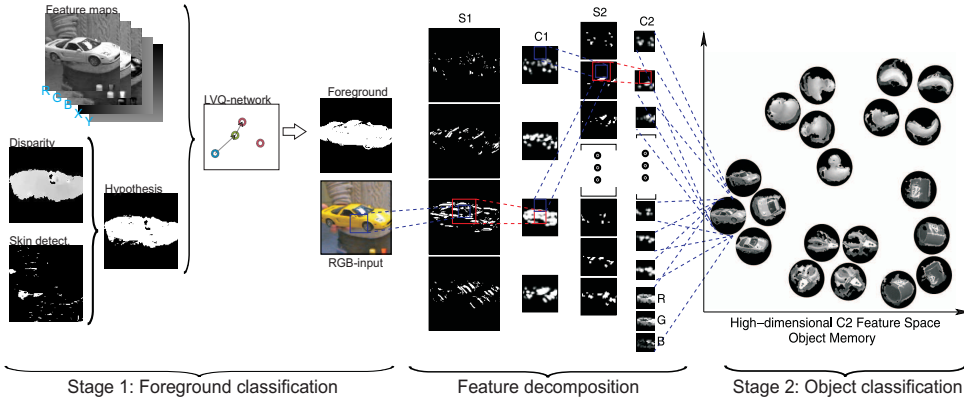 Feature maps
R
G
B
X
Y
Disparity
Skin detect.
Hypothesis
LVQ-network
Foreground
RGB-input
S1
C1
S2
C2
R
G
B
High–dimensional C2 Feature Space
Object Memory
Stage 1: Foreground classification
Feature decomposition
Stage 2: Object classification